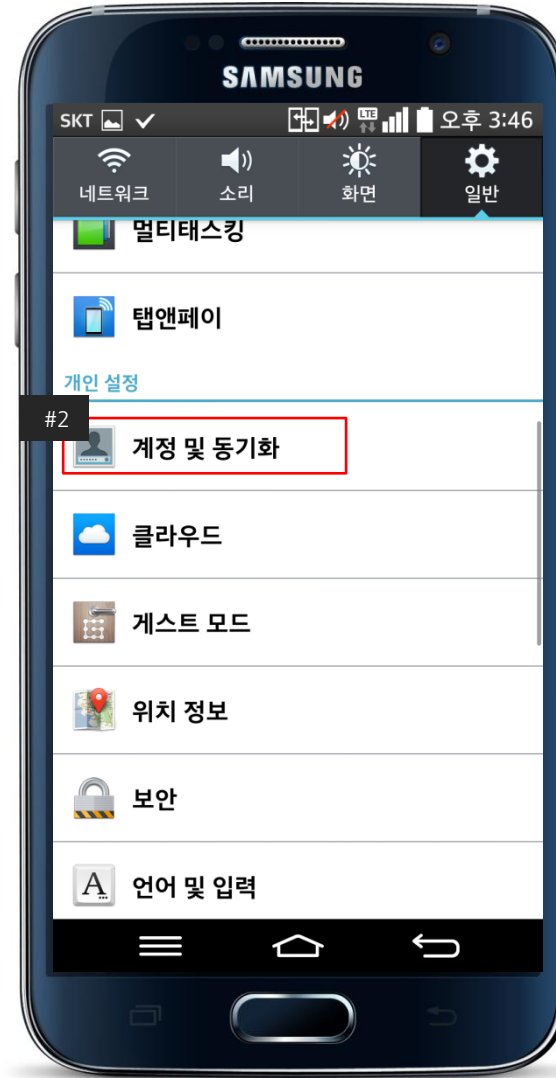 SAMSUNG
SKT LTE 오후 3:46
네트워크 소리 화면 일반
멀티태스킹
탭앤페이
개인 설정
#2
계정 및 동기화
클라우드
게스트 모드
위치 정보
보안
A 언어 및 입력